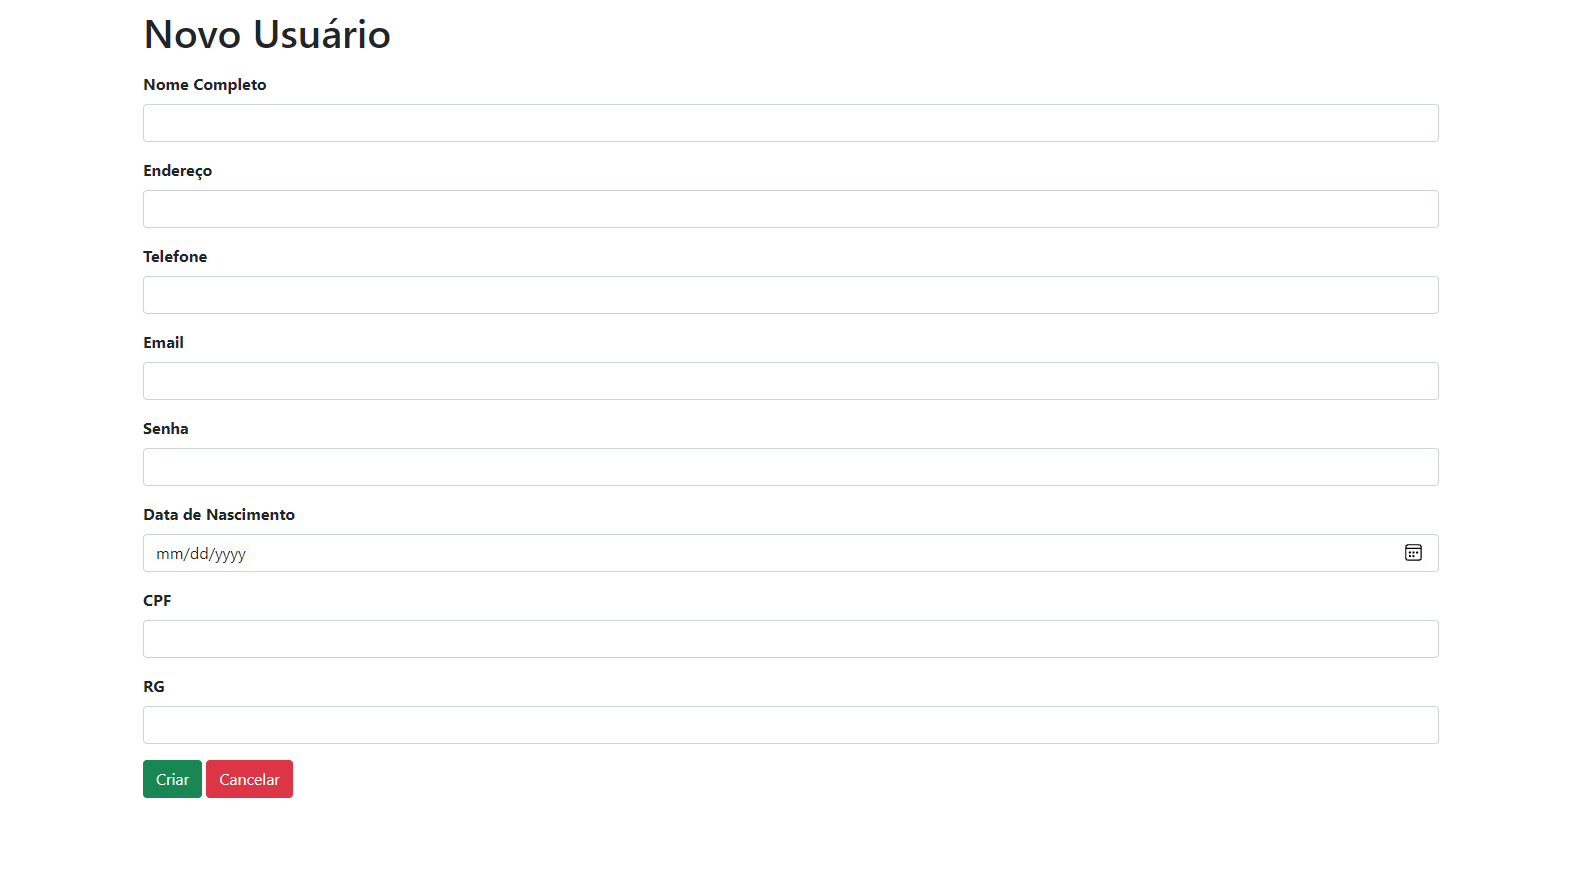 Novo Usuário
Nome Completo
Endereço
Telefone
Email
Senha
Data de Nascimento
mm/dd/yyyy
CPF
RG
Criar Cancelar